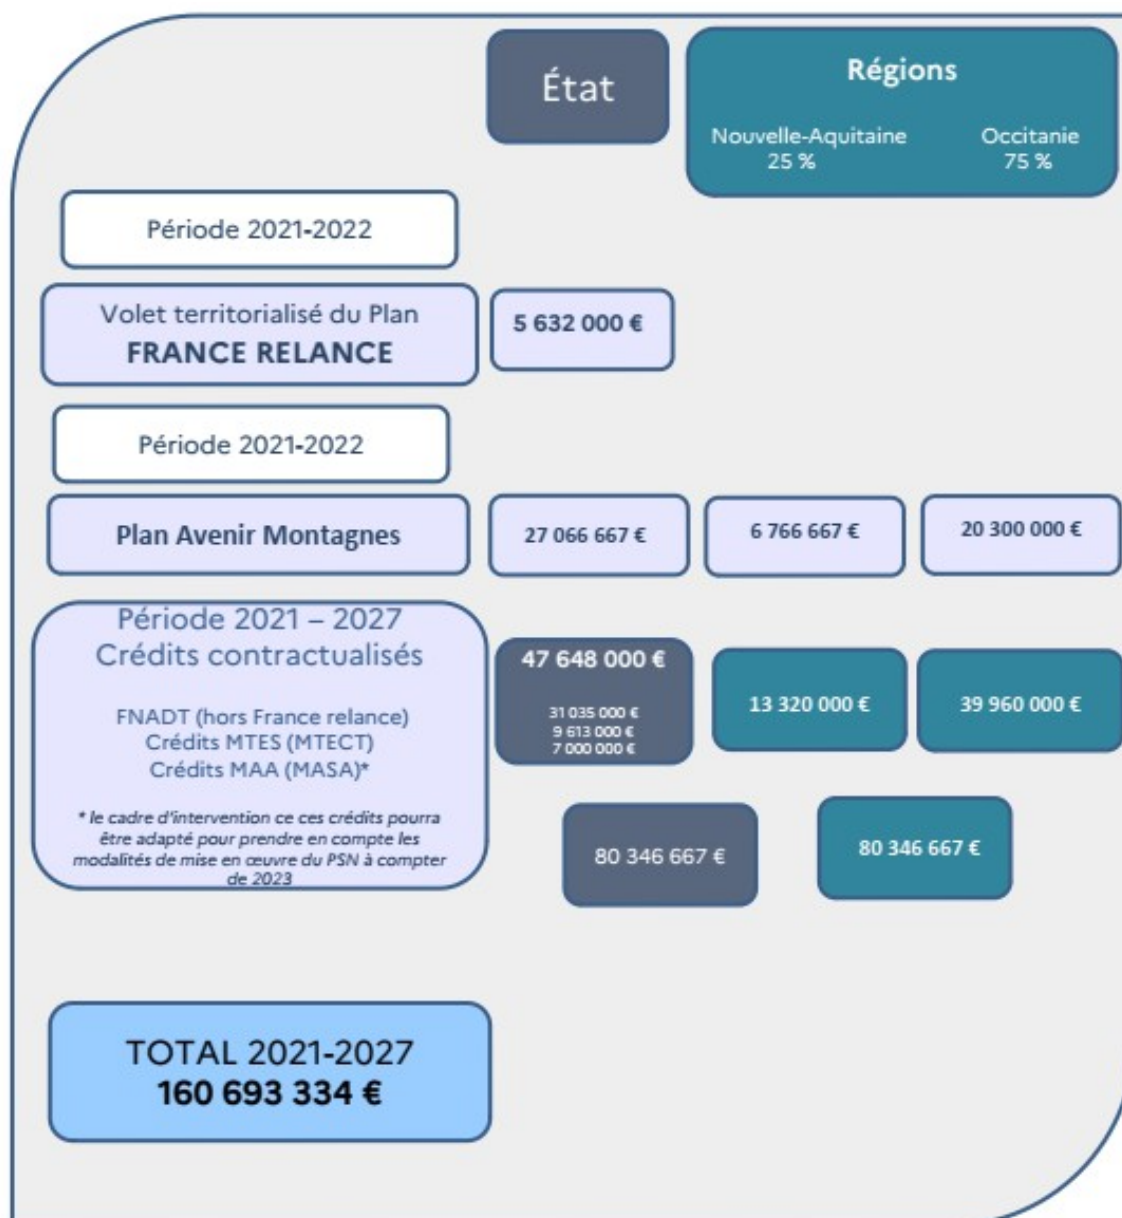 État
Régions
Nouvelle-Aquitaine
25 %
Occitanie
75 %
Période 2021-2022
Volet territorialisé du Plan
FRANCE RELANCE
5 632 000 €
Période 2021-2022
Plan Avenir Montagnes
27 066 667 €
6 766 667 €
20 300 000 €
Période 2021 – 2027
Crédits contractualisés
FNADT (hors France relance)
Crédits MTES (MTECT)
Crédits MAA (MASA)*
* le cadre d'intervention ce ces crédits pourra
être adapté pour prendre en compte les
modalités de mise en œuvre du PSN à compter
de 2023
47 648 000 €
31 035 000 €
9 613 000 €
7 000 000 €
13 320 000 €
39 960 000 €
80 346 667 €
80 346 667 €
TOTAL 2021-2027
160 693 334 €